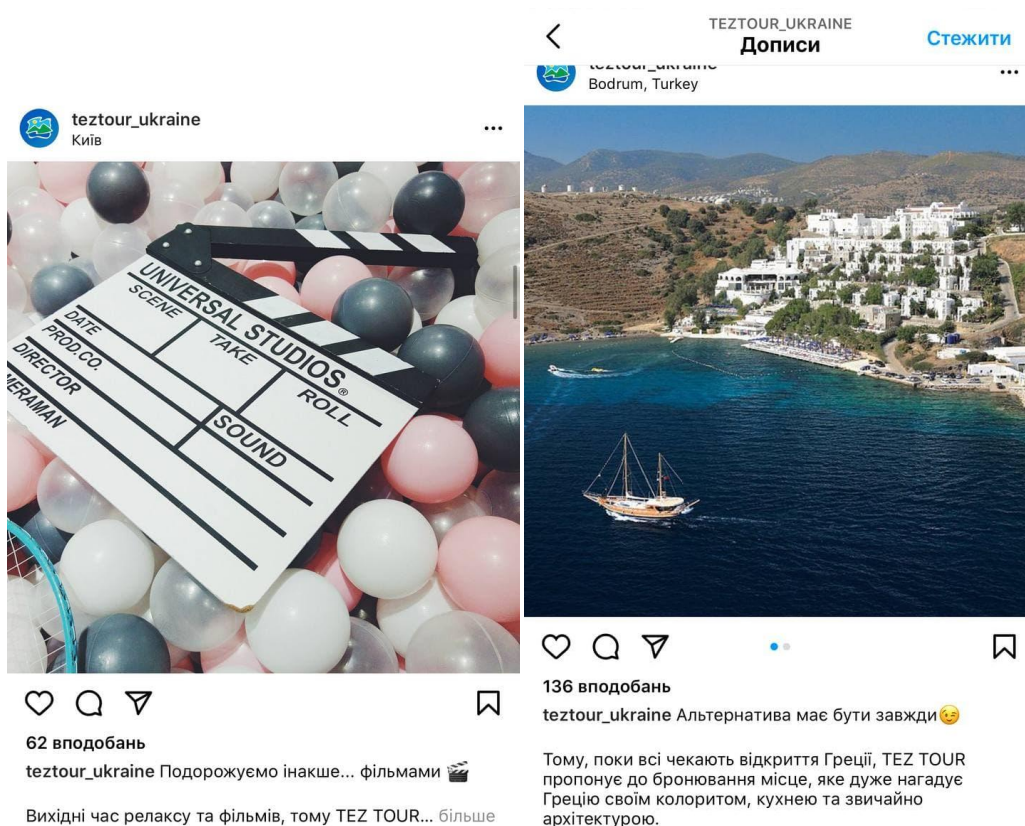 teztour_ukraine
Київ
UNIVERSAL STUDIOS®
SCENE
TAKE
ROLL
DATE
PROD.CO.
SOUND
DIRECTOR
MERAMAN
62 вподобань
teztour_ukraine Подорожуємо інакше... фільмами
Вихідні час релаксу та фільмів, тому TEZ TOUR... більше
TEZTOUR_UKRAINE
Дописи
Стежити
teztour_ukraine
Bodrum, Turkey
136 вподобань
teztour_ukraine Альтернатива має бути завжди😉
Тому, поки всі чекають відкриття Греції, TEZ TOUR
пропонує до бронювання місце, яке дуже нагадує
Грецію своїм колоритом, кухнею та звичайно
архітектурою.